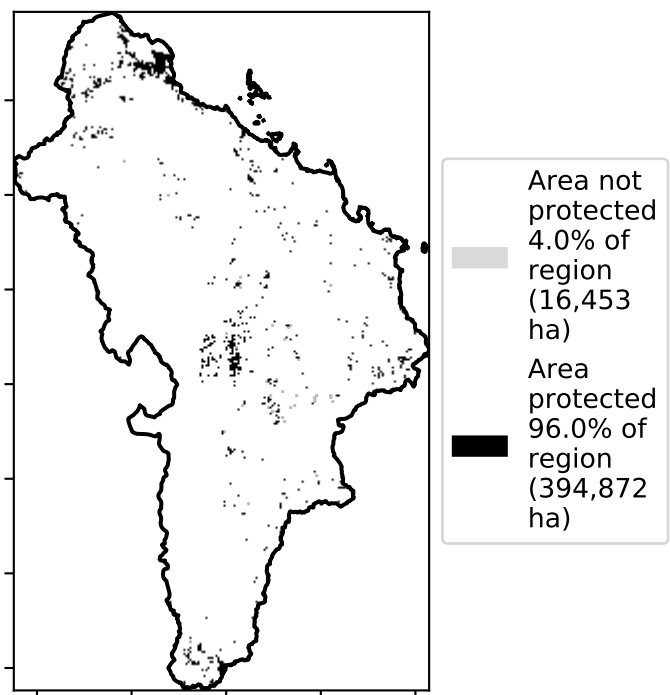 Area not
protected
4.0% of
region
(16,453
ha)
Area
protected
96.0% of
region
(394,872
ha)